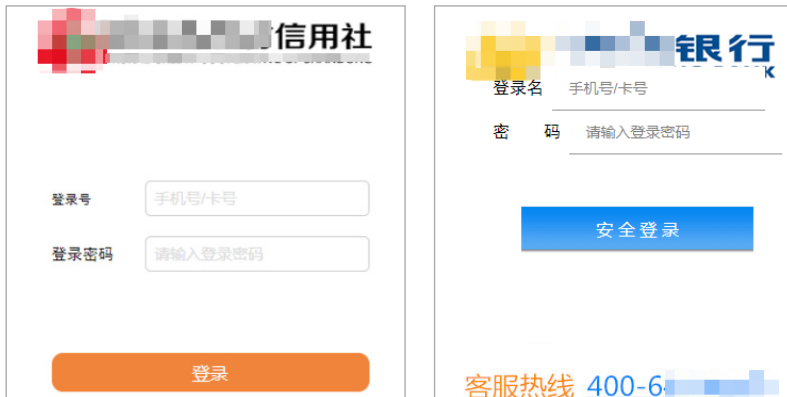 信用社
登录号
手机号/卡号
登录密码
请输入登录密码
登录
银行
登录名
手机号/卡号
密 码
请输入登录密码
安全登录
客服热线 400-6